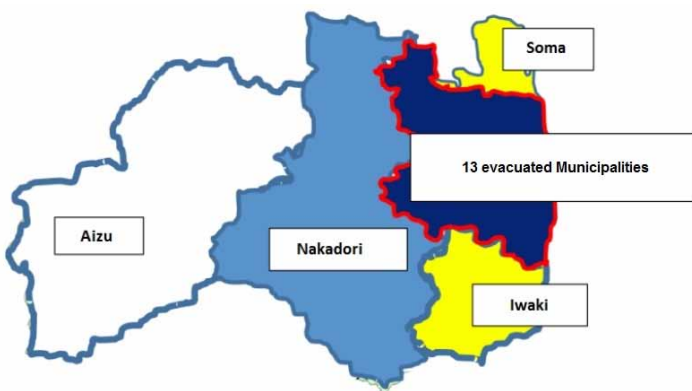 Soma
13 evacuated Municipalities
Aizu
Nakadori
Iwaki